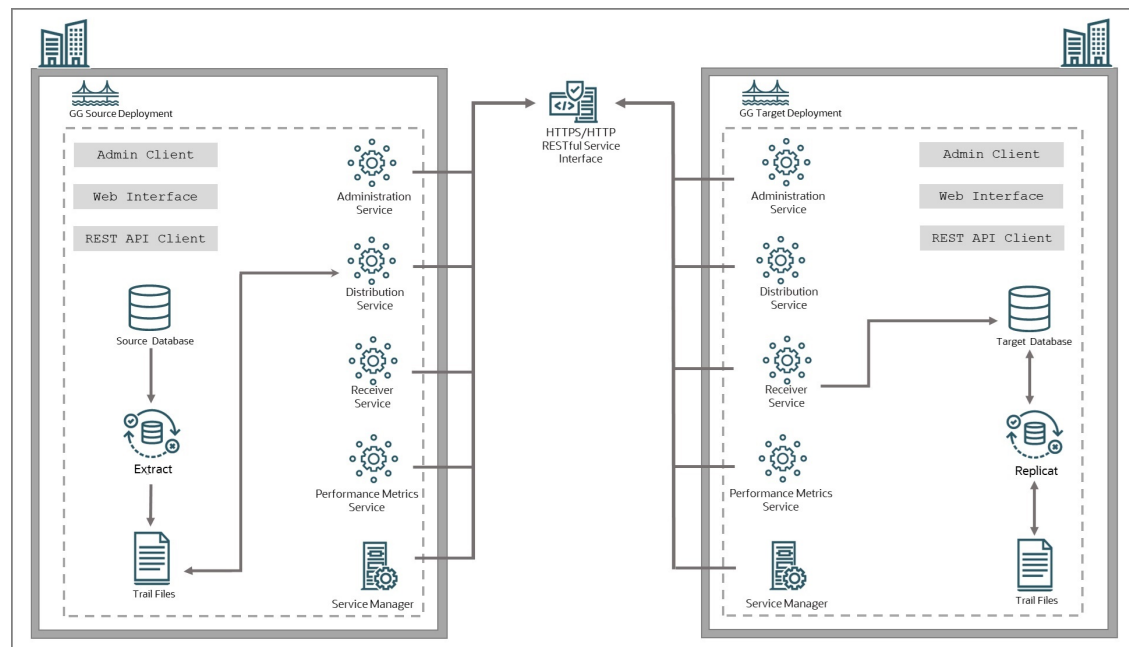 GG Source Deployment
Admin Client
Web Interface
REST API Client
Source Database
Extract
Trail Files
Administration
Service
Distribution
Service
Receiver
Service
Performance Metrics
Service
Service Manager
</>
HTTPS/HTTP
RESTful Service
Interface
GG Target Deployment
Administration
Service
Distribution
Service
Receiver
Service
Performance Metrics
Service
Service Manager
Admin Client
Web Interface
REST API Client
Target Database
Replicat
Trail Files